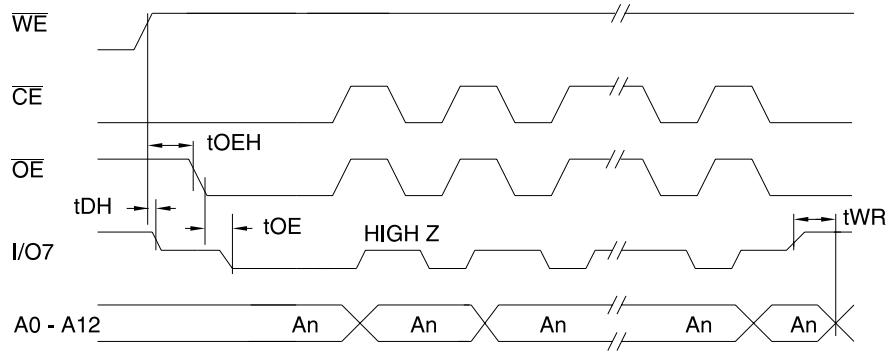 WE
CE
tOEH
OE
tDH
tOE
HIGH Z
tWR
I/O7
A0 - A12 An An An An An